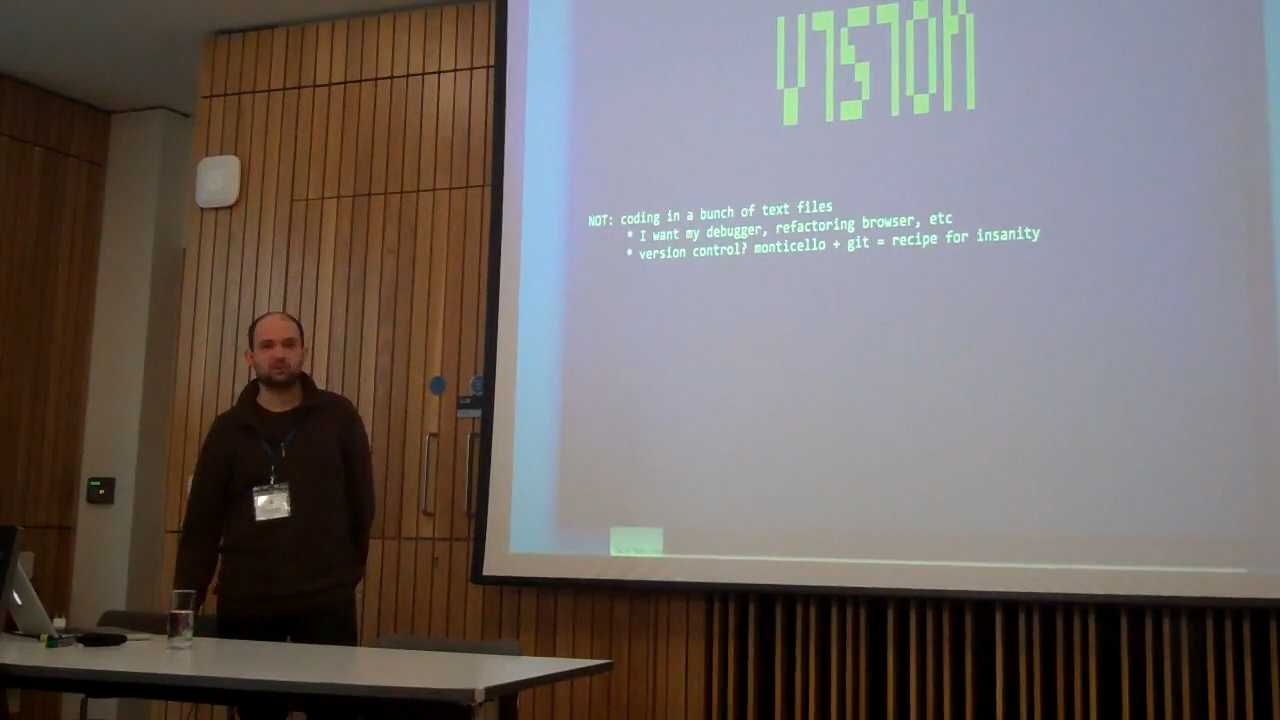 VISION
NOT: coding in a bunch of text files
* I want my debugger, refactoring browser, etc
* version control? monticello + git = recipe for insanity